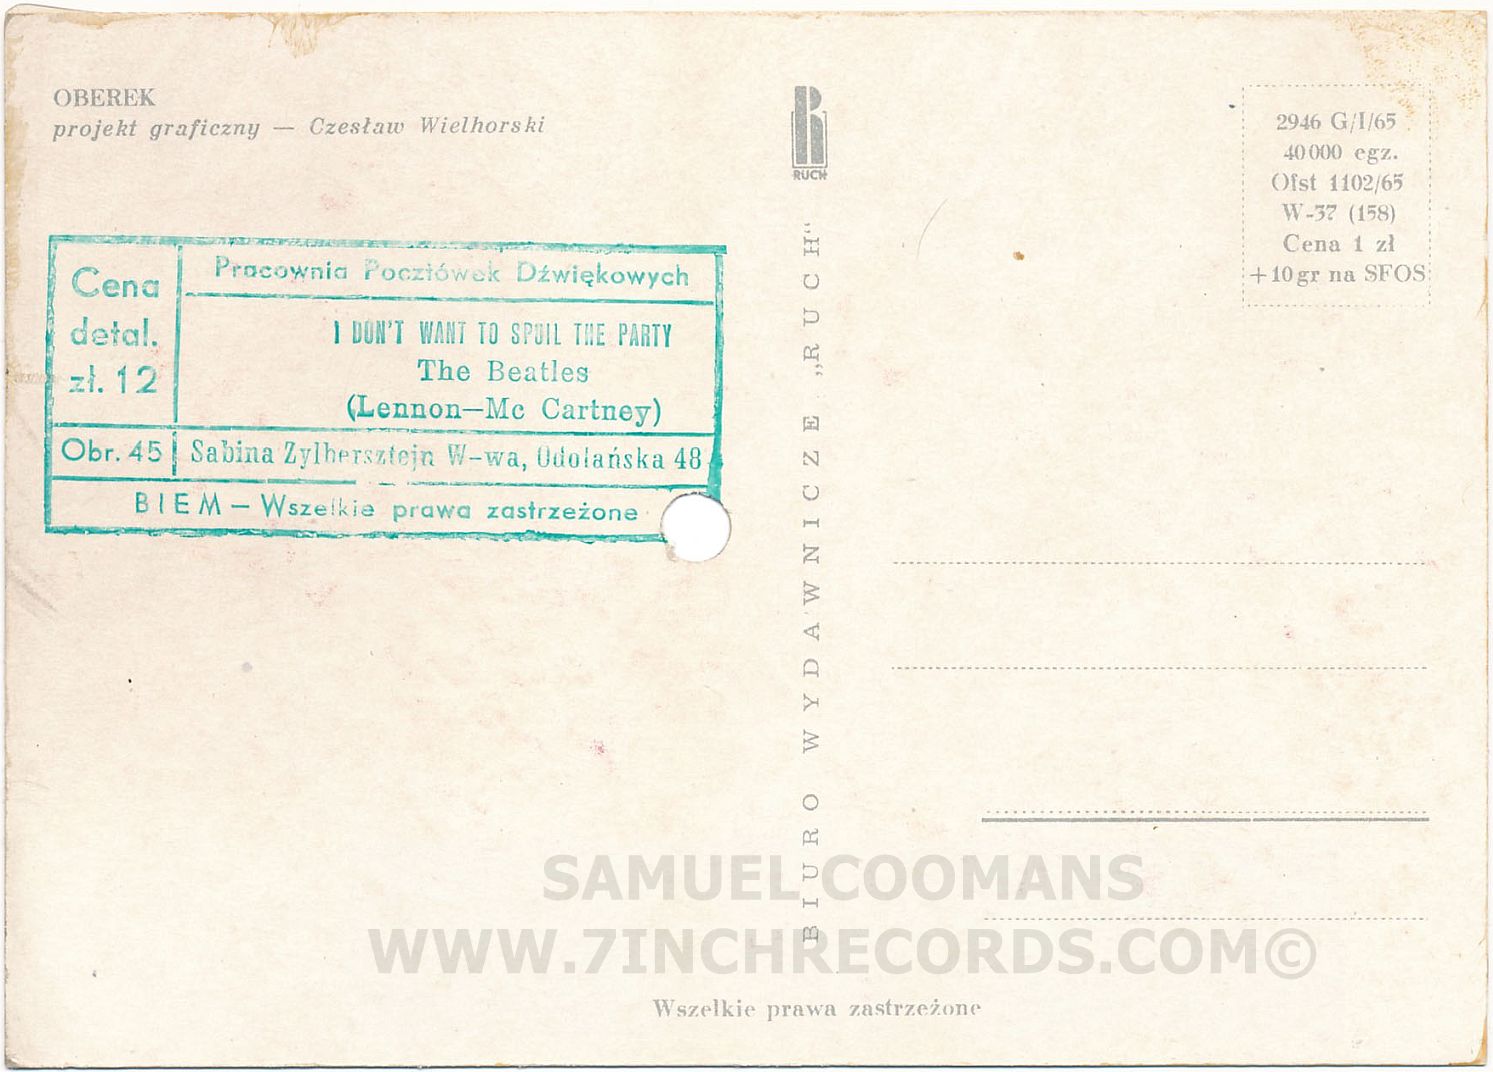 OBEREK
projekt graficzny — Czesław Wielhorski
RUCH
2946 G/I/65
40 000 egz.
Ofst 1102/65
W-37 (158)
Cena 1 zł
+10 gr na SFOS
Cena
detal.
zł. 12
Pracownia Pocztówek Dźwiękowych
I DON'T WANT TO SPOIL THE PARTY
The Beatles
(Lennon—Mc Cartney)
Obr. 45
Sabina Zylbersztejn W-wa, Odolańska 48
BIEM — Wszelkie prawa zastrzeżone
BIURO WYDAWNICZE „RUCH“
SAMUEL COOMANS
WWW.7INCHRECORDS.COM©
Wszelkie prawa zastrzeżone